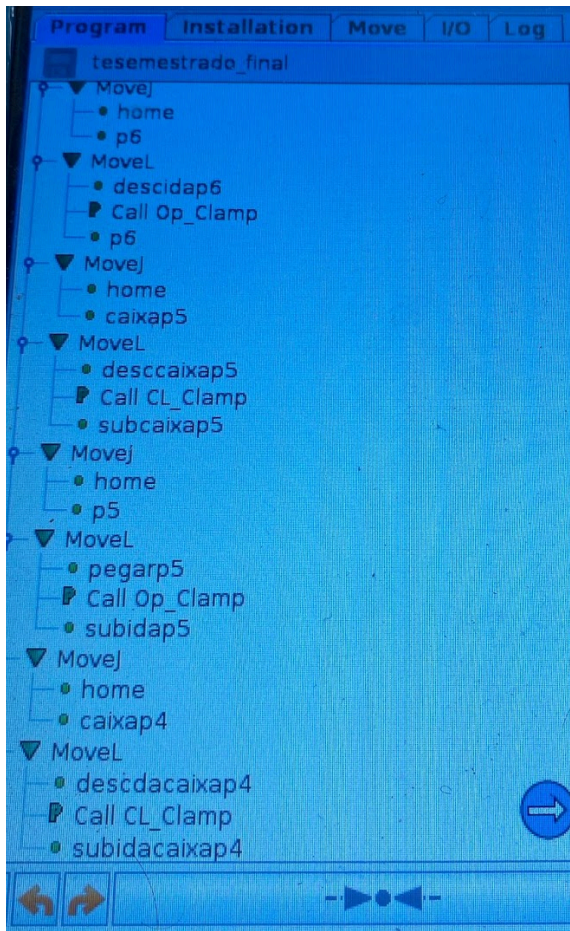 Program Installation Move I/O Log
tesemestrado_final
MoveJ
home
p6
MoveL
descidap6
Call Op_Clamp
p6
MoveJ
home
caixap5
MoveL
desccaixap5
Call CL_Clamp
subcaixap5
MoveJ
home
p5
MoveL
pegarp5
Call Op_Clamp
subidap5
MoveJ
home
caixap4
MoveL
descdacaixap4
Call CL_Clamp
subidacaixap4